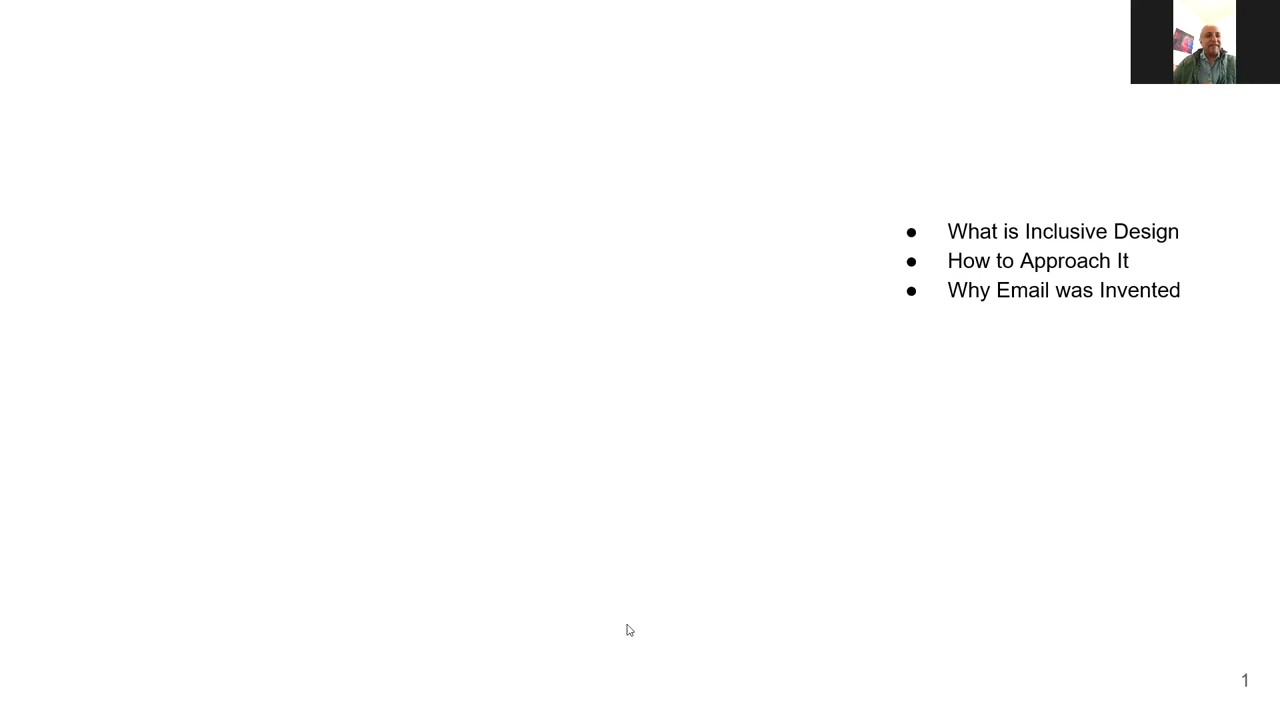 ● What is Inclusive Design
● How to Approach It
● Why Email was Invented
1